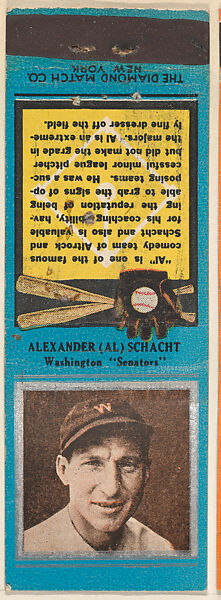 THE DIAMOND MATCH CO.
NEW YORK
"Al" is one of the famous
comedy team of Altrock and
Schacht and also is valuable
for his coaching ability, hav-
ing the reputation of being
able to grab the signs of op-
posing teams. He was a suc-
cessful minor league pitcher
but did not make the grade in
the majors. Al is an extreme-
ly fine dresser off the field.
ALEXANDER (AL) SCHACHT
Washington "Senators"
W